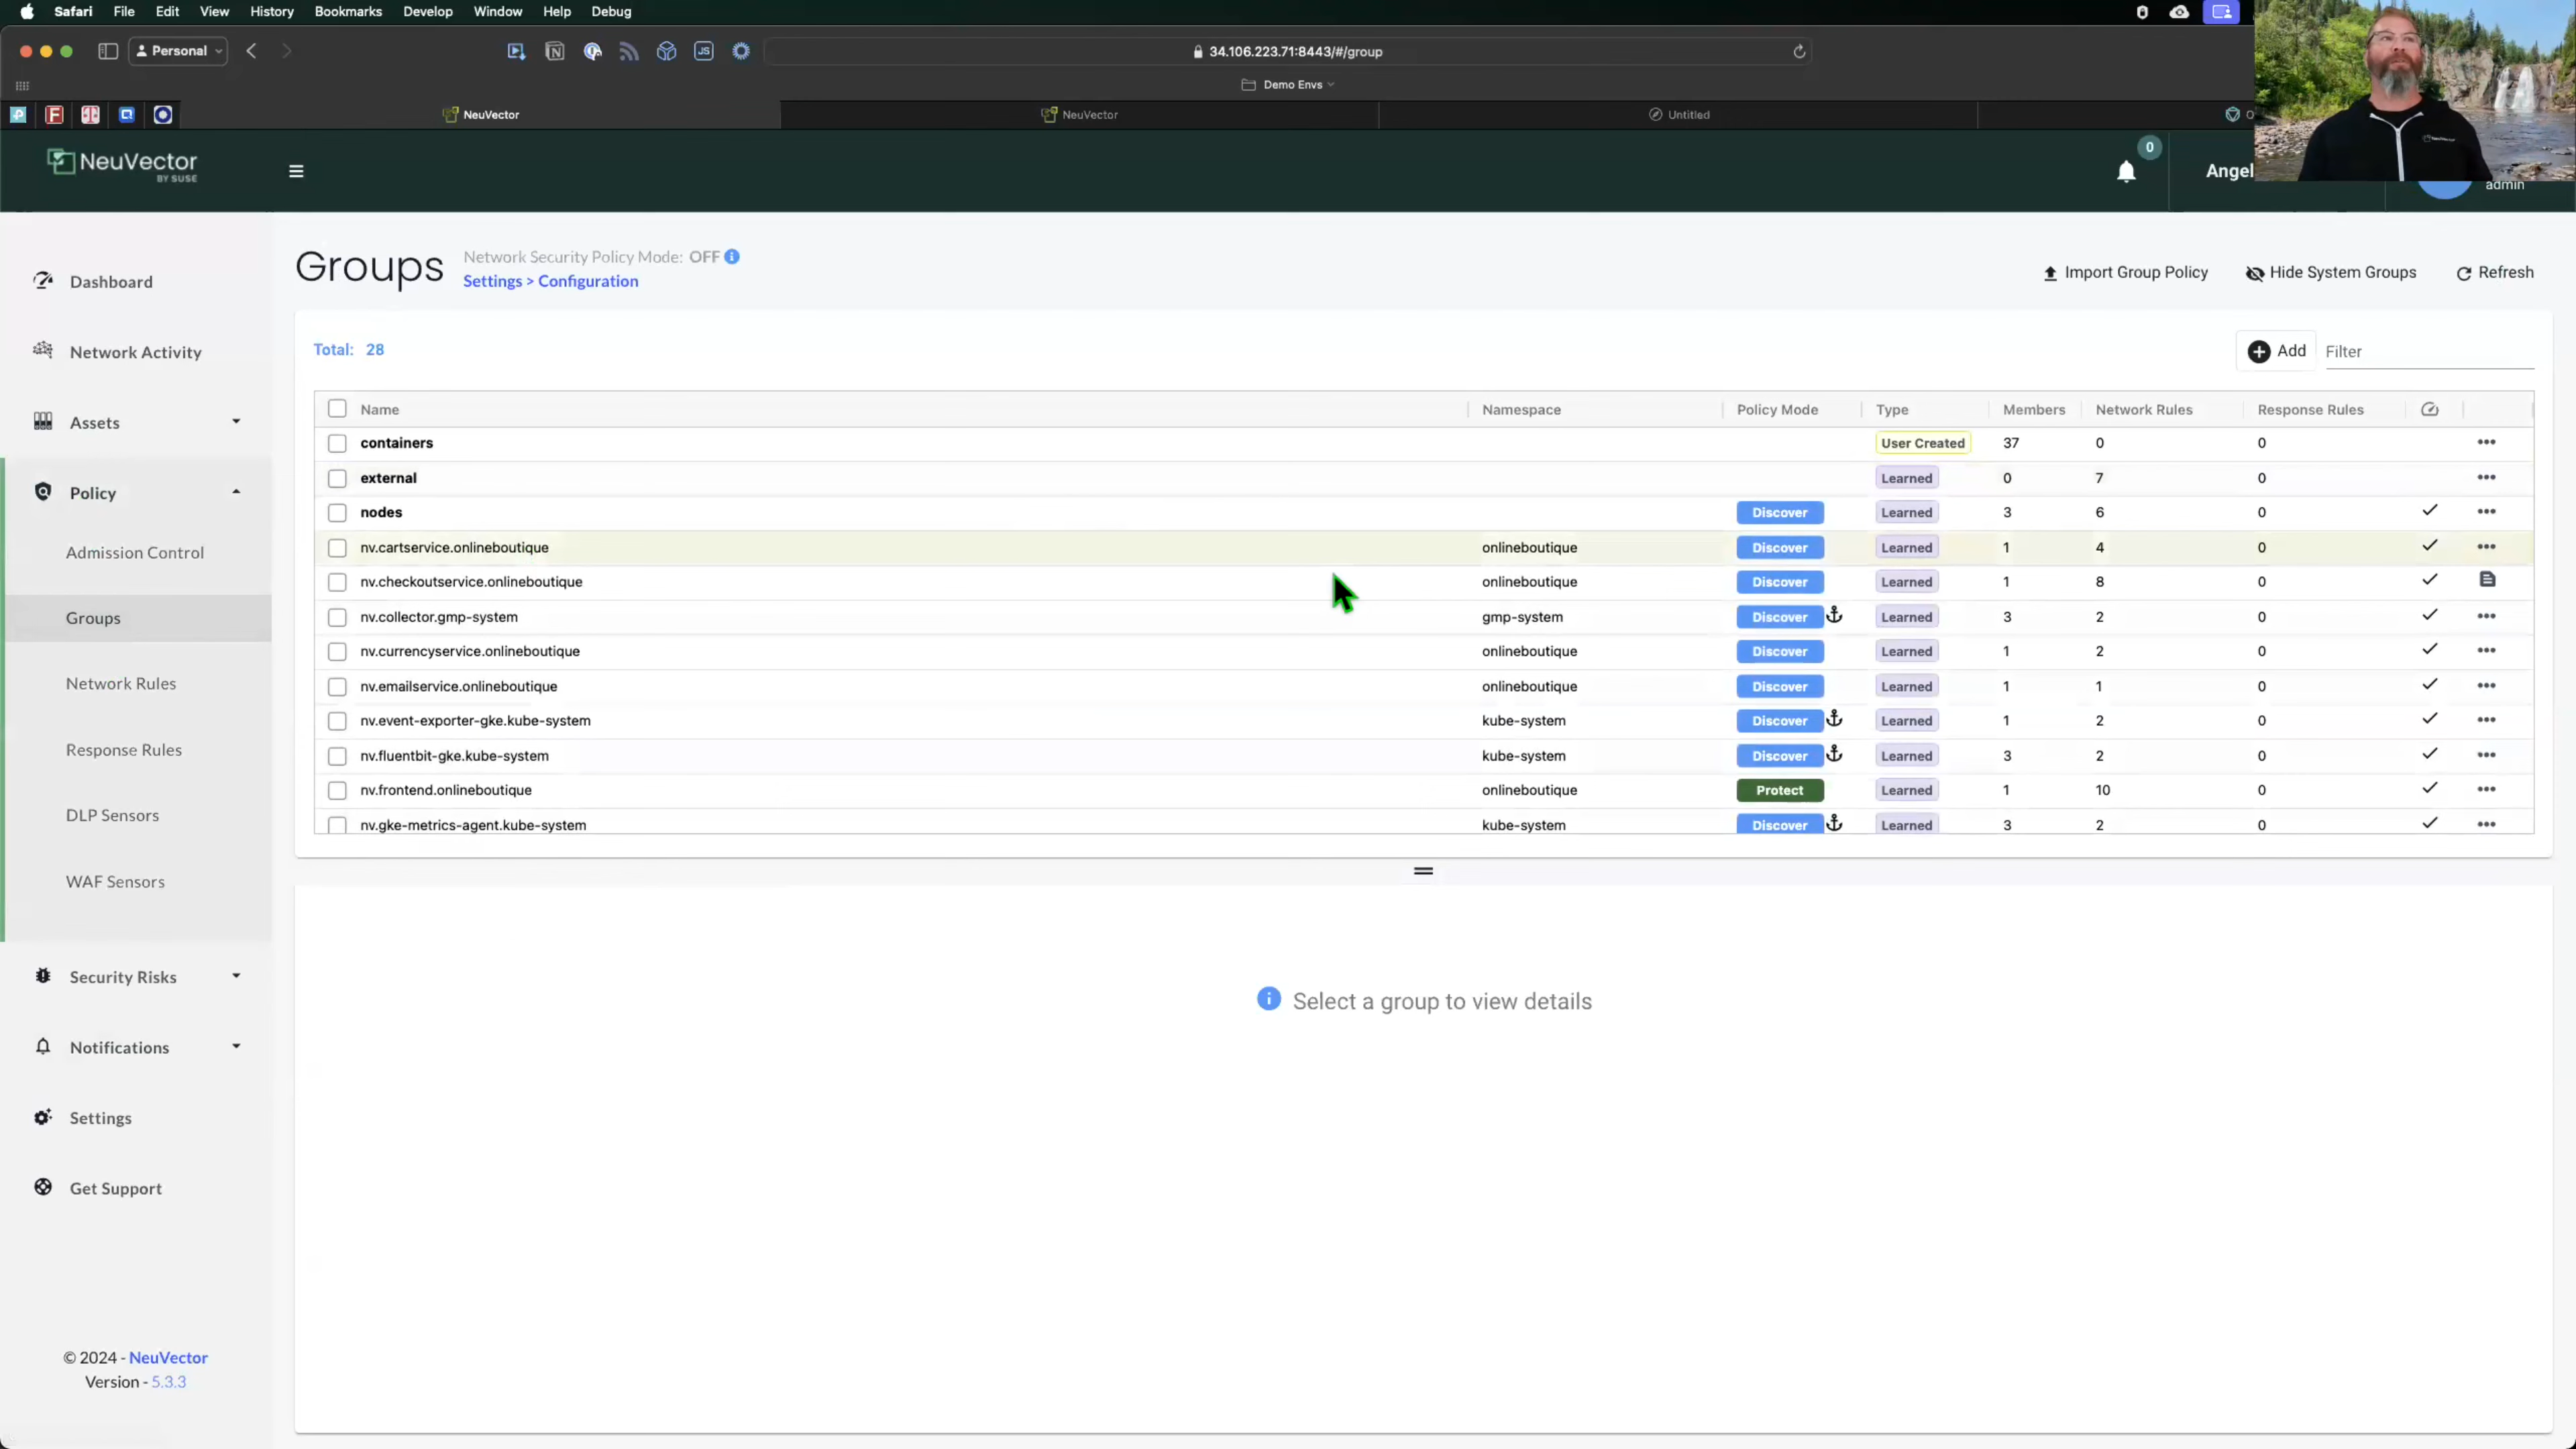 Safari File Edit View History Bookmarks Develop Window Help Debug
Personal
34.106.223.71:8443/#/group
Demo Envs
NeuVector
NeuVector
Untitled
NeuVector
BY SUSE
0
Angel
admin
Dashboard
Network Activity
Assets
Policy
Admission Control
Groups
Network Rules
Response Rules
DLP Sensors
WAF Sensors
Security Risks
Notifications
Settings
Get Support
© 2024 - NeuVector
Version - 5.3.3
Groups
Network Security Policy Mode: OFF
Settings > Configuration
Import Group Policy
Hide System Groups
Refresh
Total: 28
Add
Filter
Name Namespace Policy Mode Type Members Network Rules Response Rules
containers User Created 37 0 0
external Learned 0 7 0
nodes Discover Learned 3 6 0
nv.cartservice.onlineboutique onlineboutique Discover Learned 1 4 0
nv.checkoutservice.onlineboutique onlineboutique Discover Learned 1 8 0
nv.collector.gmp-system gmp-system Discover Learned 3 2 0
nv.currencyservice.onlineboutique onlineboutique Discover Learned 1 2 0
nv.emailservice.onlineboutique onlineboutique Discover Learned 1 1 0
nv.event-exporter-gke.kube-system kube-system Discover Learned 1 2 0
nv.fluentbit-gke.kube-system kube-system Discover Learned 3 2 0
nv.frontend.onlineboutique onlineboutique Protect Learned 1 10 0
nv.gke-metrics-agent.kube-system kube-system Discover Learned 3 2 0
Select a group to view details